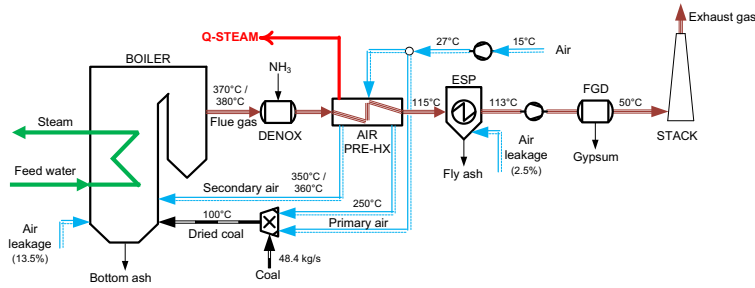 Exhaust gas
Q-STEAM
27°C
15°C
Air
BOILER
NH₃
370°C /
380°C
Flue gas
DENOX
AIR
PRE-HX
115°C
ESP
113°C
FGD
50°C
STACK
Steam
Feed water
Air
leakage
(2.5%)
Gypsum
Fly ash
350°C /
360°C
Secondary air
250°C
100°C
Dried coal
Primary air
Air
leakage
(13.5%)
48.4 kg/s
Coal
Bottom ash